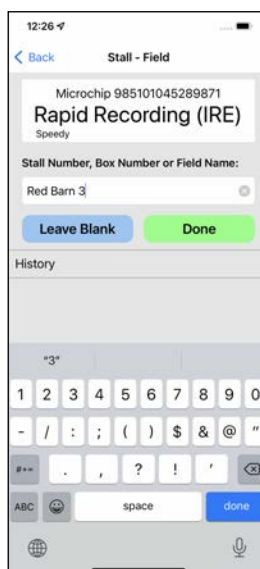 12:26
Back
Stall - Field
Microchip 985101045289871
Rapid Recording (IRE)
Speedy
Stall Number, Box Number or Field Name:
Red Barn 3
Leave Blank
Done
History
"3"
1 2 3 4 5 6 7 8 9 0
- / : ; ( ) $ & @ "
#+= . , ? ! '
ABC space done